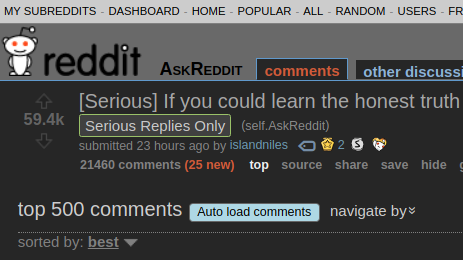 MY SUBREDDITS - DASHBOARD - HOME - POPULAR - ALL - RANDOM - USERS - FR
reddit ASKREDDIT comments other discussi
[Serious] If you could learn the honest truth
59.4k
Serious Replies Only (self.AskReddit)
submitted 23 hours ago by islandniles 2
21460 comments (25 new) top source share save hide g
top 500 comments Auto load comments navigate by
sorted by: best